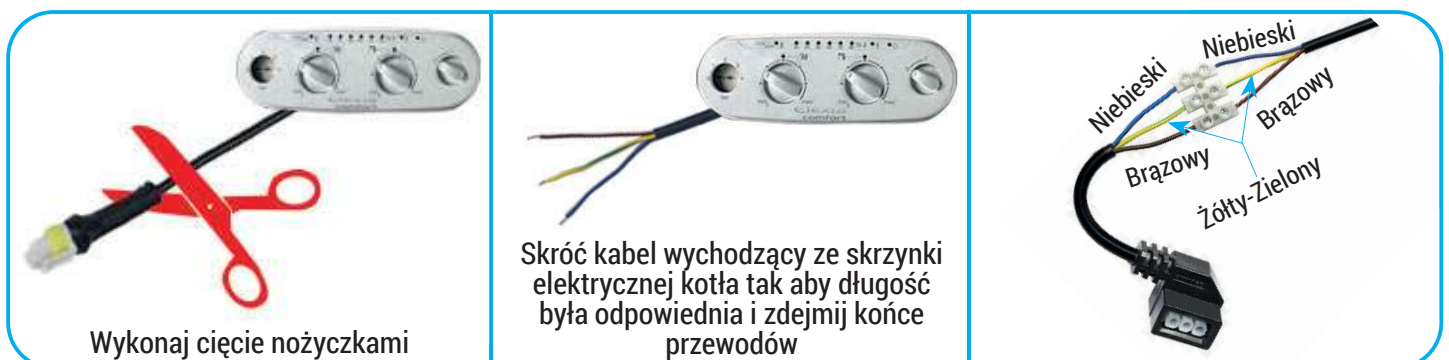 Wykonaj cięcie nożyczkami
comfort
Skróć kabel wychodzący ze skrzynki
elektrycznej kotła tak aby długość
była odpowiednia i zdejmij końce
przewodów
Niebieski
Niebieski
Brązowy
Brązowy
Żółty-Zielony